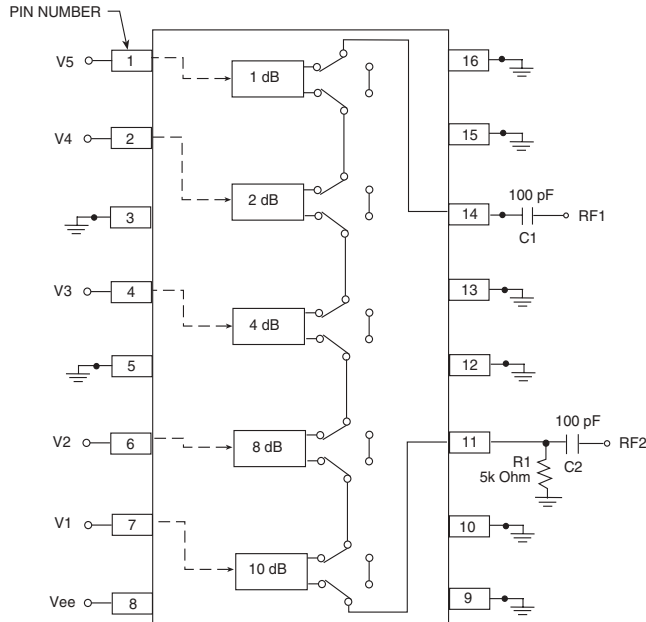 PIN NUMBER
V5
1
1 dB
16
V4
2
15
2 dB
3
14
100 pF
C1
RF1
V3
4
13
4 dB
5
12
V2
6
8 dB
11
100 pF
C2
RF2
R1
5k Ohm
V1
7
10
10 dB
Vee
8
9